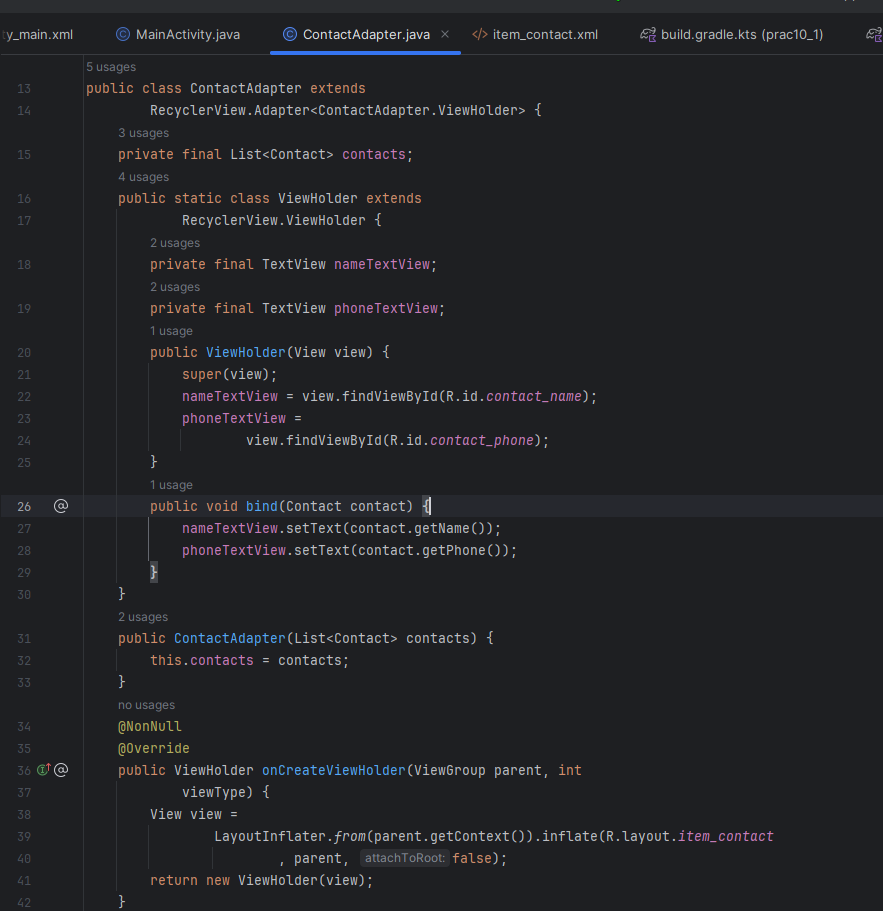 ty_main.xml MainActivity.java ContactAdapter.java item_contact.xml build.gradle.kts (prac10_1)
5 usages
13 public class ContactAdapter extends
14 RecyclerView.Adapter<ContactAdapter.ViewHolder> {
3 usages
15 private final List<Contact> contacts;
4 usages
16 public static class ViewHolder extends
17 RecyclerView.ViewHolder {
2 usages
18 private final TextView nameTextView;
2 usages
19 private final TextView phoneTextView;
1 usage
20 public ViewHolder(View view) {
21 super(view);
22 nameTextView = view.findViewById(R.id.contact_name);
23 phoneTextView =
24 view.findViewById(R.id.contact_phone);
25 }
1 usage
26 @ public void bind(Contact contact) {
27 nameTextView.setText(contact.getName());
28 phoneTextView.setText(contact.getPhone());
29 }
30 }
2 usages
31 public ContactAdapter(List<Contact> contacts) {
32 this.contacts = contacts;
33 }
no usages
34 @NonNull
35 @Override
36 @ public ViewHolder onCreateViewHolder(ViewGroup parent, int
37 viewType) {
38 View view =
39 LayoutInflater.from(parent.getContext()).inflate(R.layout.item_contact
40 , parent, attachToRoot: false);
41 return new ViewHolder(view);
42 }